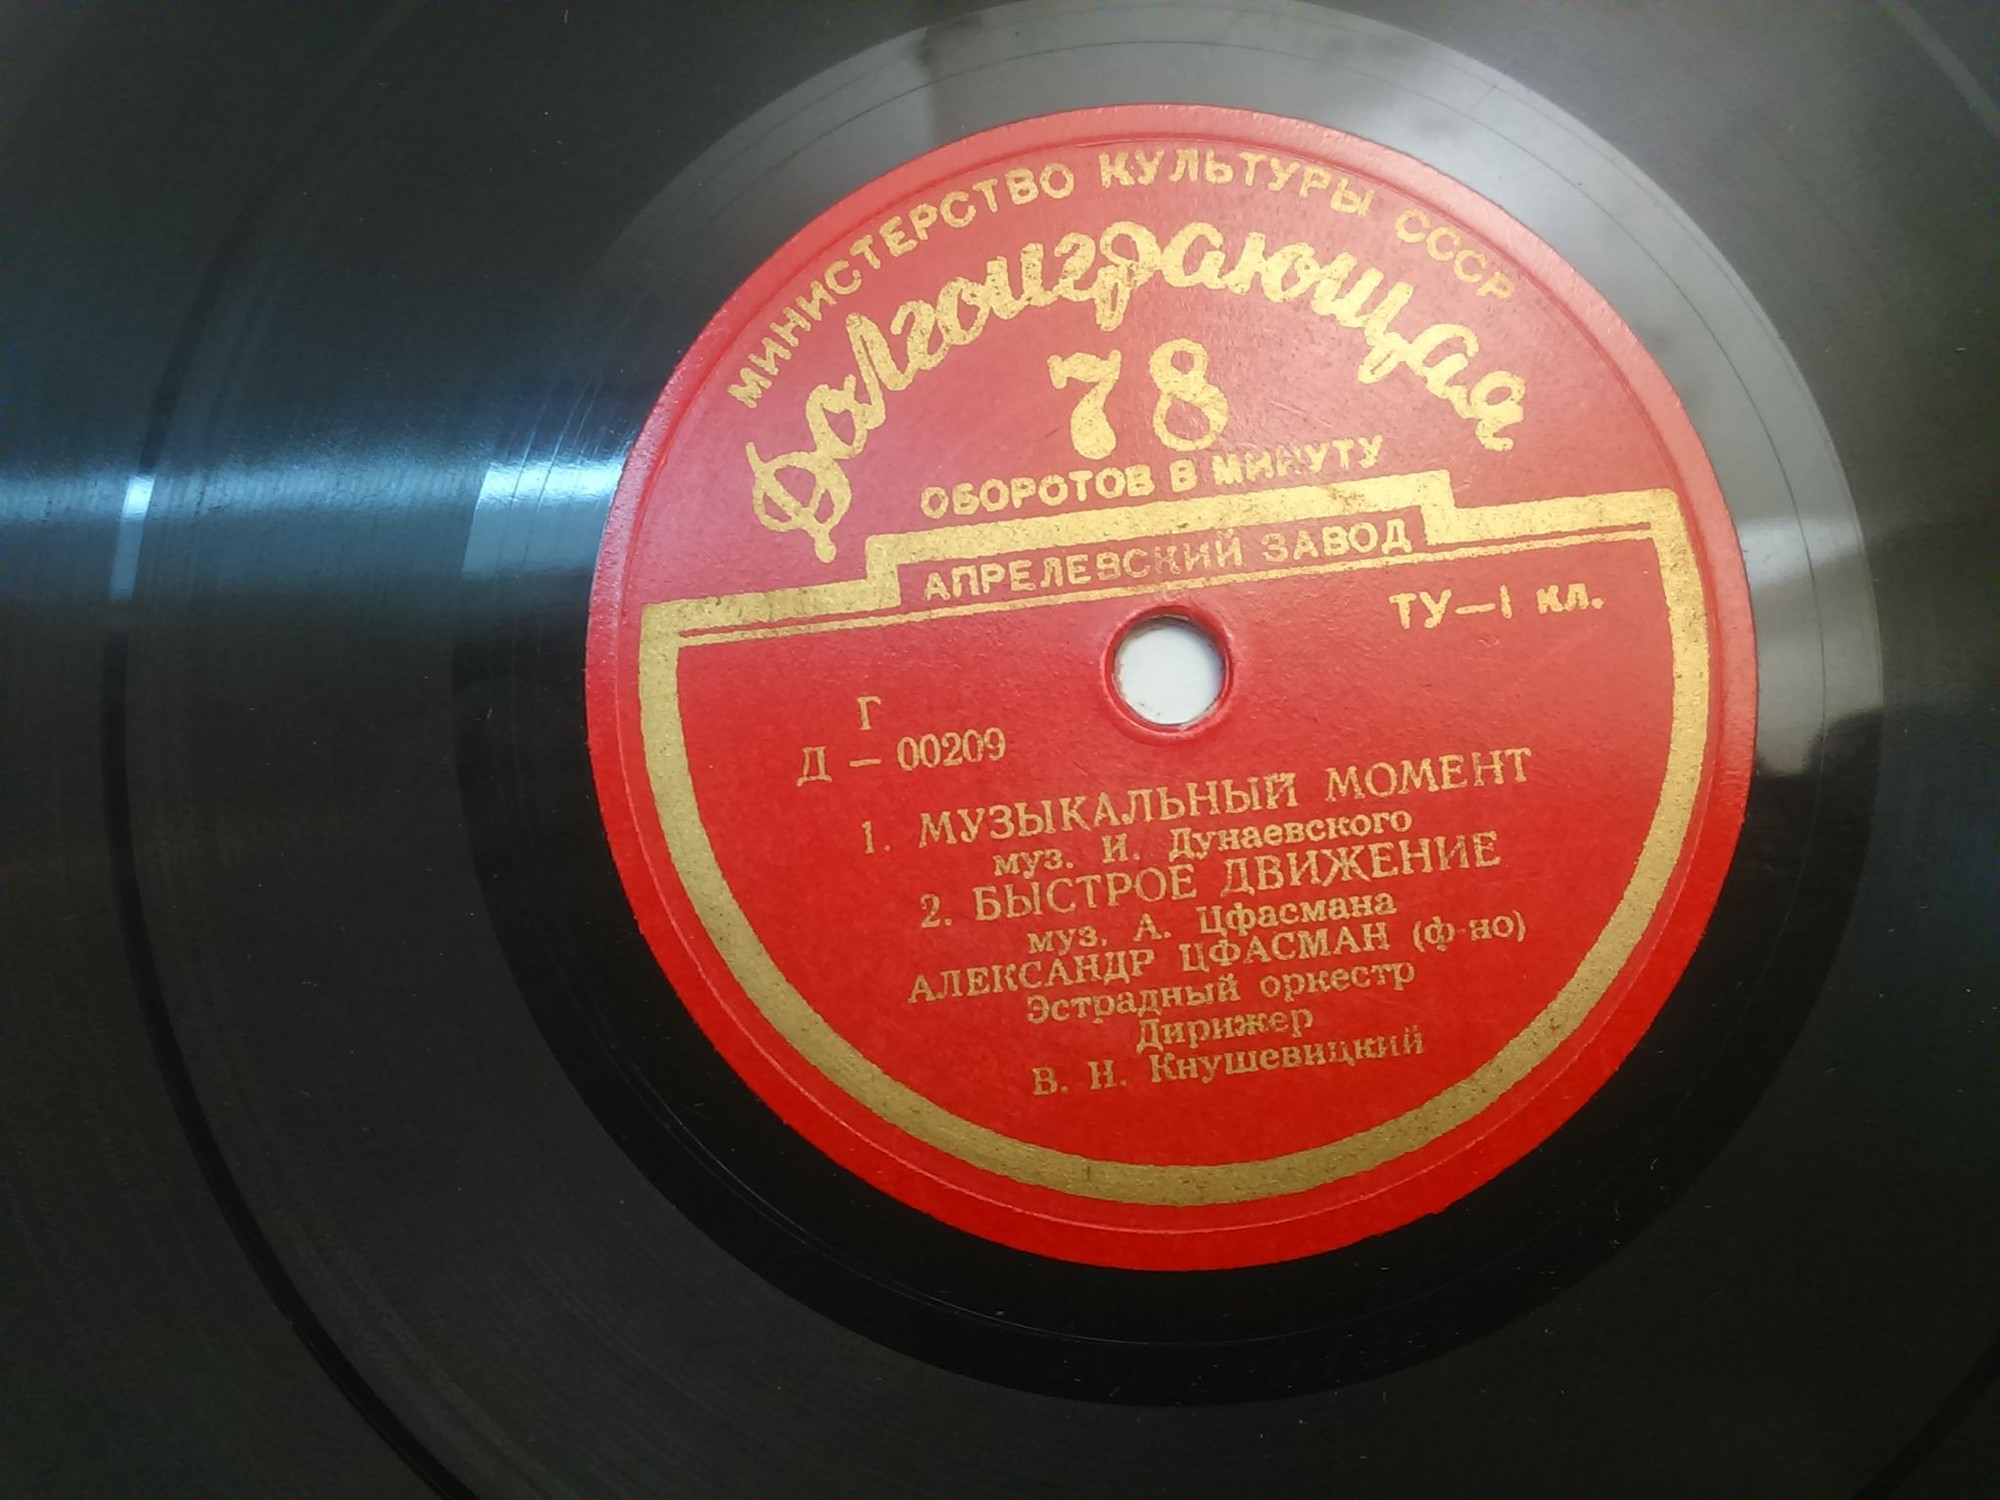 МИНИСТЕРСТВО КУЛЬТУРЫ СССР
Долгоиграющая
78
ОБОРОТОВ В МИНУТУ
АПРЕЛЕВСКИЙ ЗАВОД
ТУ—1 кл.
Г
Д — 00209
1. МУЗЫКАЛЬНЫЙ МОМЕНТ
муз. И. Дунаевского
2. БЫСТРОЕ ДВИЖЕНИЕ
муз. А. Цфасмана
АЛЕКСАНДР ЦФАСМАН (ф-но)
Эстрадный оркестр
Дирижер
В. Н. Кнушевицкий